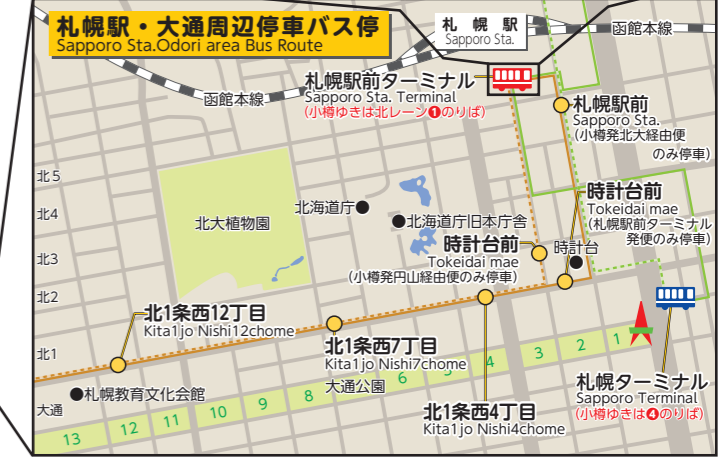 札幌駅・大通周辺停車バス停
Sapporo Sta.Odori area Bus Route
札幌駅
Sapporo Sta.
函館本線
函館本線
札幌駅前ターミナル
Sapporo Sta. Terminal
(小樽ゆきは北レーン❶のりば)
札幌駅前
Sapporo Sta.
(小樽発北大経由便
のみ停車)
北5
北4
北3
北2
北1
大通
北大植物園
北海道庁
北海道庁旧本庁舎
時計台前
Tokeidai mae
(札幌駅前ターミナル
発便のみ停車)
時計台前
Tokeidai mae
(小樽発円山経由便のみ停車)
時計台
北1条西12丁目
Kita1jo Nishi12chome
北1条西7丁目
Kita1jo Nishi7chome
北1条西4丁目
Kita1jo Nishi4chome
札幌教育文化会館
大通公園
13 12 11 10 9 8 6 5 4 3 2 1
札幌ターミナル
Sapporo Terminal
(小樽ゆきは❹のりば)